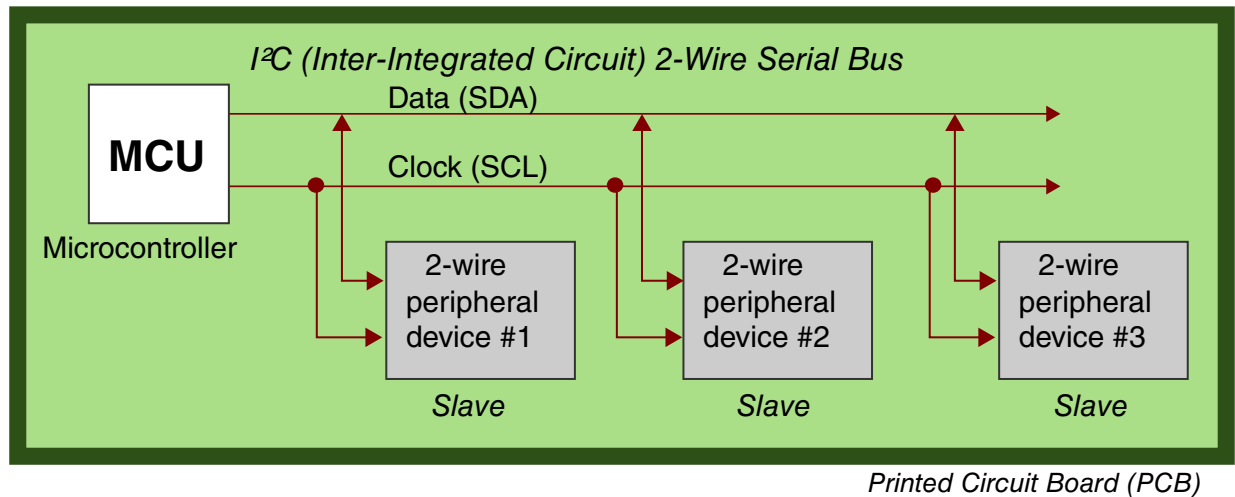 I²C (Inter-Integrated Circuit) 2-Wire Serial Bus
Data (SDA)
MCU
Clock (SCL)
Microcontroller
2-wire
peripheral
device #1
Slave
2-wire
peripheral
device #2
Slave
2-wire
peripheral
device #3
Slave
Printed Circuit Board (PCB)